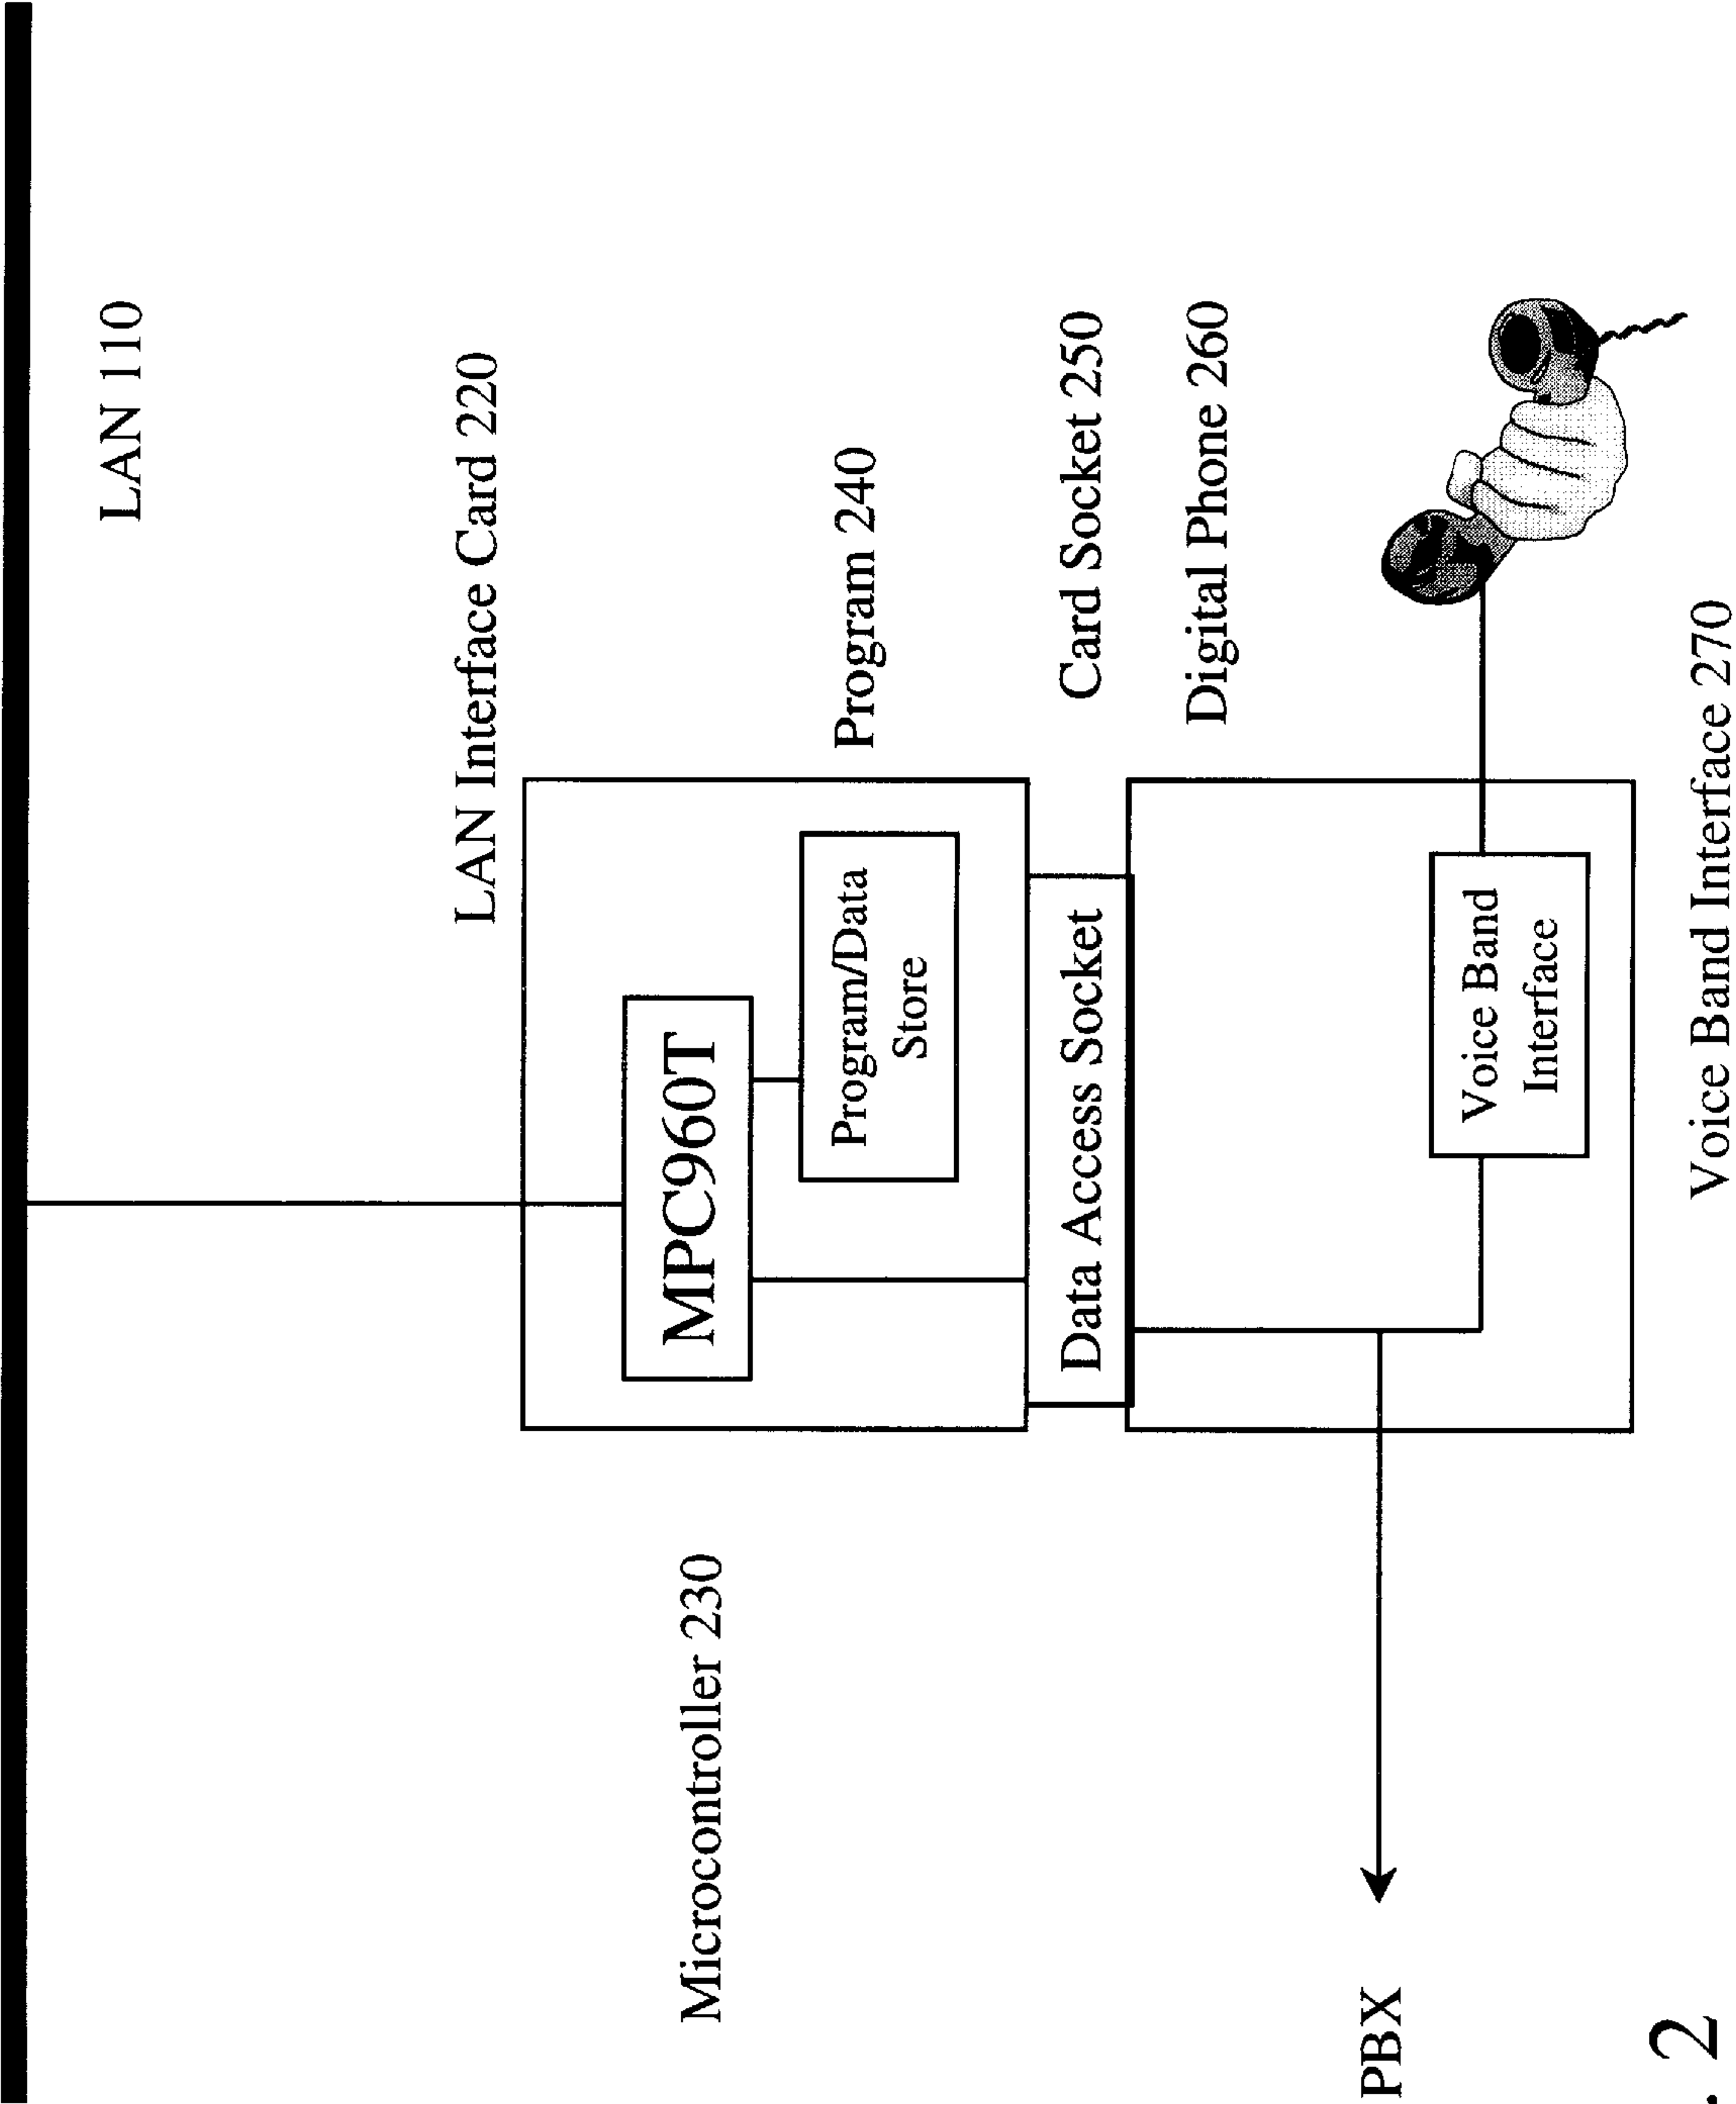 LAN 110
LAN Interface Card 220
Microcontroller 230
MPC960T
Program 240
Program/Data
Store
Card Socket 250
Data Access Socket
Digital Phone 260
PBX
Voice Band
Interface
Voice Band Interface 270
. 2